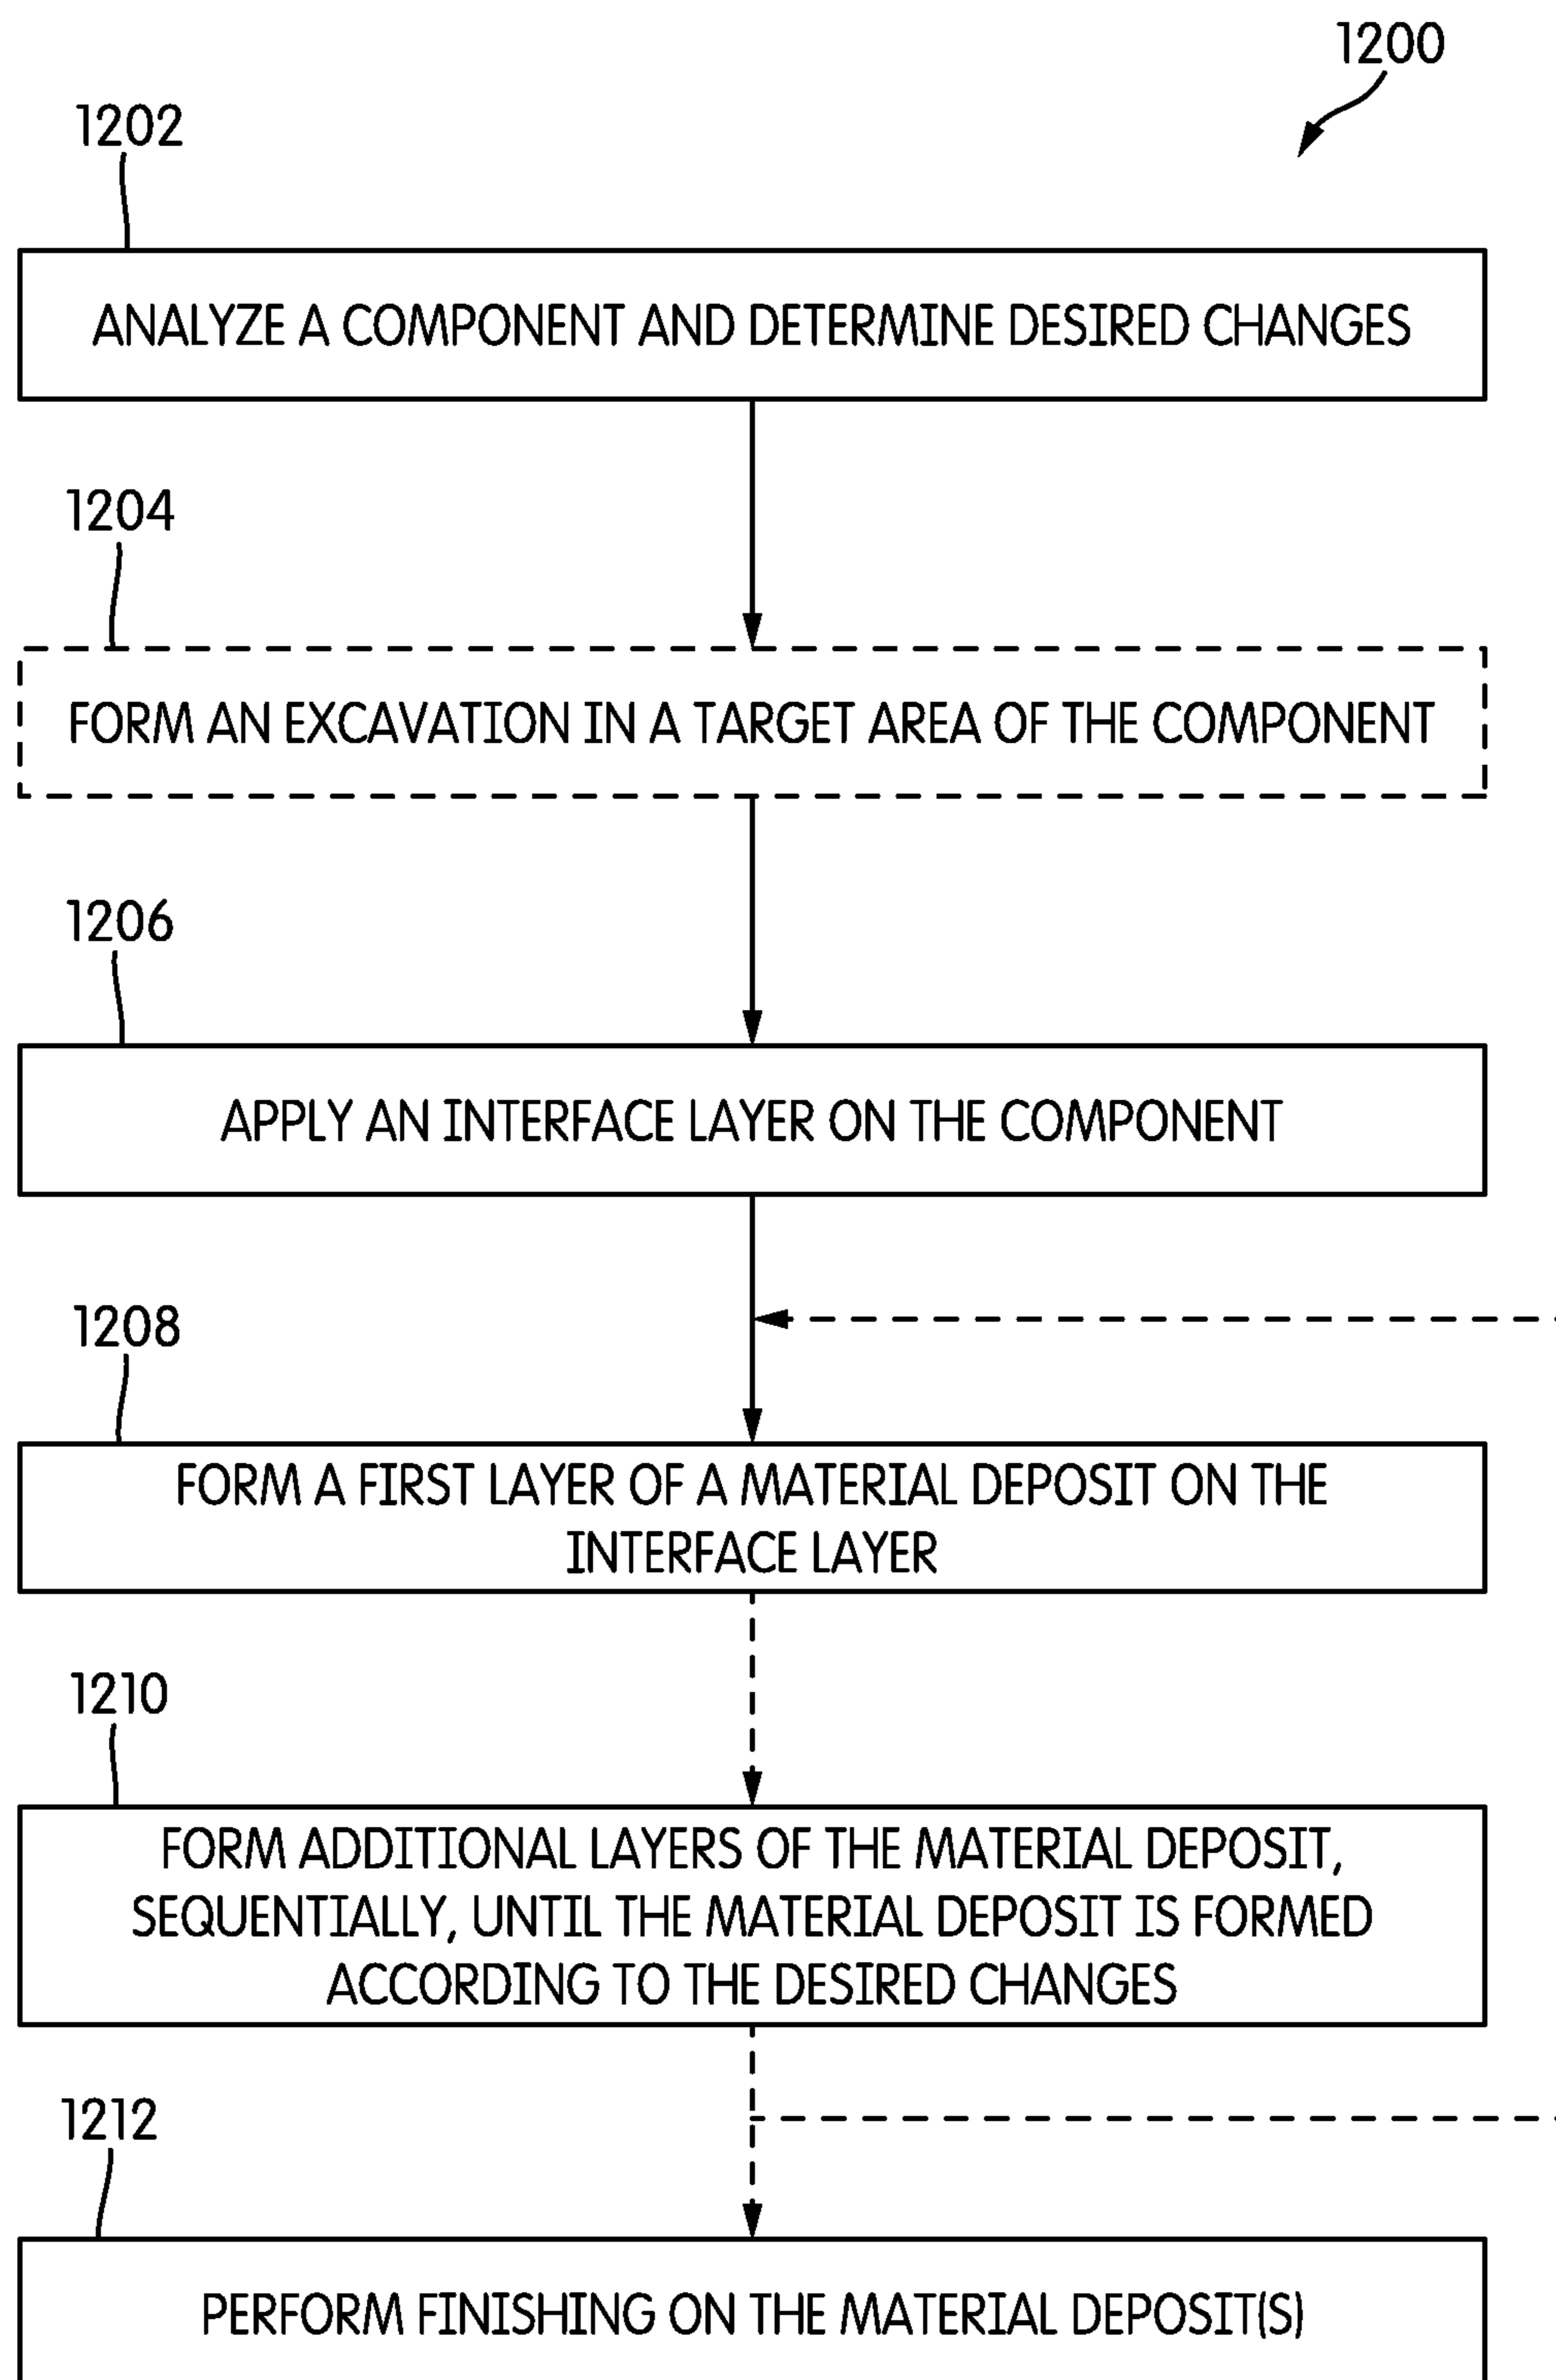 1200
1202
ANALYZE A COMPONENT AND DETERMINE DESIRED CHANGES
1204
FORM AN EXCAVATION IN A TARGET AREA OF THE COMPONENT
1206
APPLY AN INTERFACE LAYER ON THE COMPONENT
1208
FORM A FIRST LAYER OF A MATERIAL DEPOSIT ON THE
INTERFACE LAYER
1210
FORM ADDITIONAL LAYERS OF THE MATERIAL DEPOSIT,
SEQUENTIALLY, UNTIL THE MATERIAL DEPOSIT IS FORMED
ACCORDING TO THE DESIRED CHANGES
1212
PERFORM FINISHING ON THE MATERIAL DEPOSIT(S)